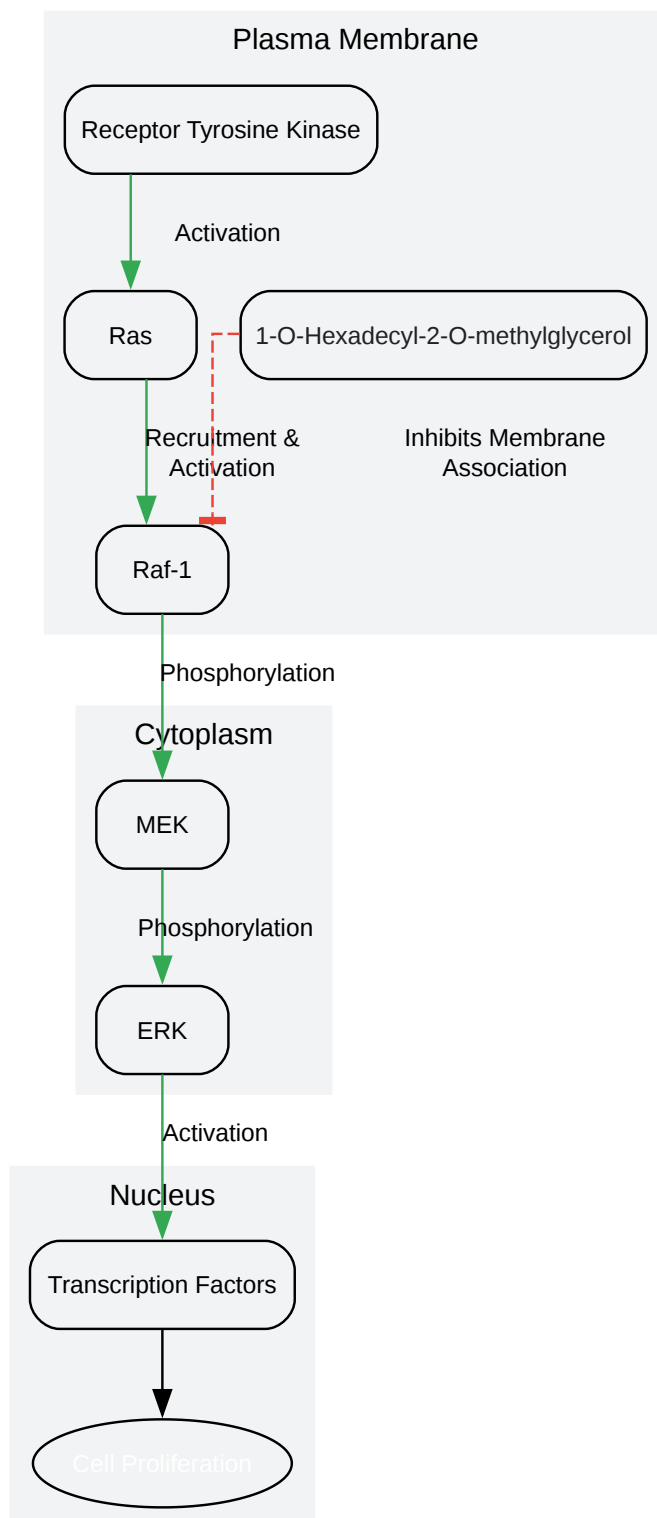 Plasma Membrane
Receptor Tyrosine Kinase
Activation
Ras
1-O-Hexadecyl-2-O-methylglycerol
Recruitment &
Activation
Inhibits Membrane
Association
Raf-1
Phosphorylation
Cytoplasm
MEK
Phosphorylation
ERK
Activation
Nucleus
Transcription Factors
Cell Proliferation